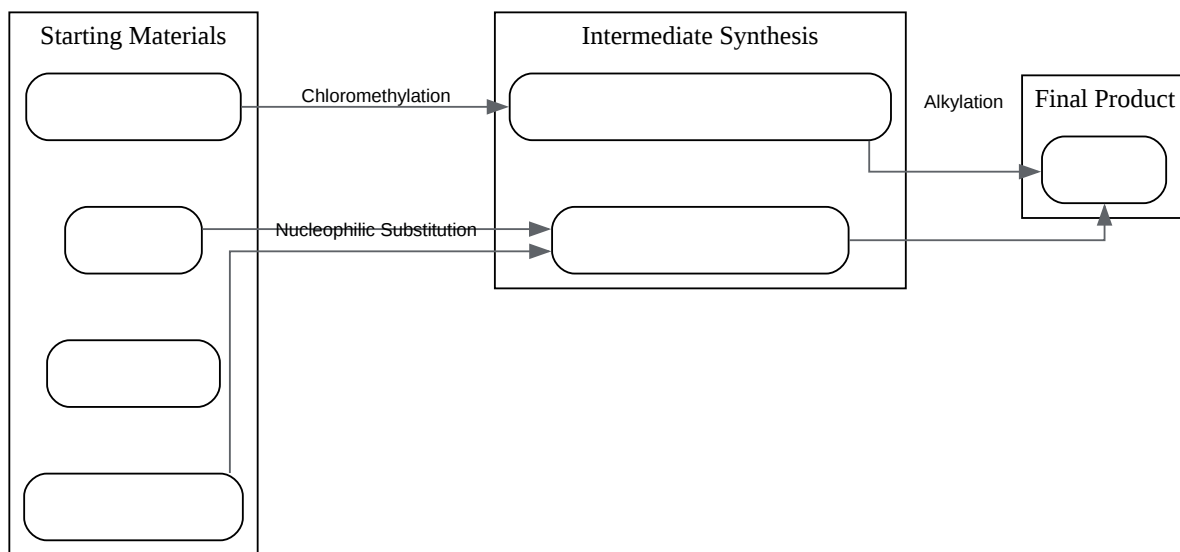 Starting Materials
Intermediate Synthesis
Final Product
Chloromethylation
Alkylation
Nucleophilic Substitution